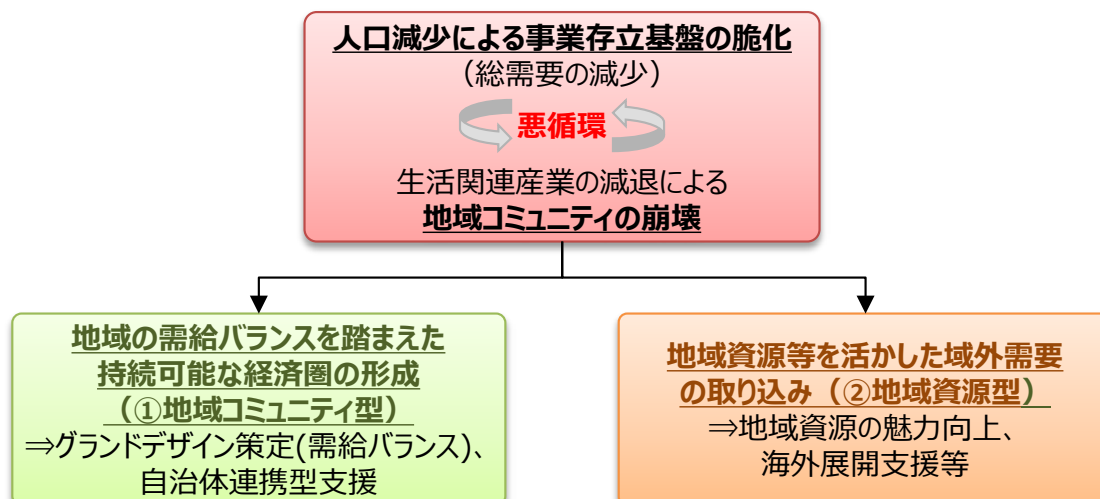 人口減少による事業存立基盤の脆化
（総需要の減少）
悪循環
生活関連産業の減退による
地域コミュニティの崩壊
地域の需給バランスを踏まえた
持続可能な経済圏の形成
（①地域コミュニティ型）
⇒グランドデザイン策定(需給バランス)、
自治体連携型支援
地域資源等を活かした域外需要
の取り込み（②地域資源型）
⇒地域資源の魅力向上、
海外展開支援等